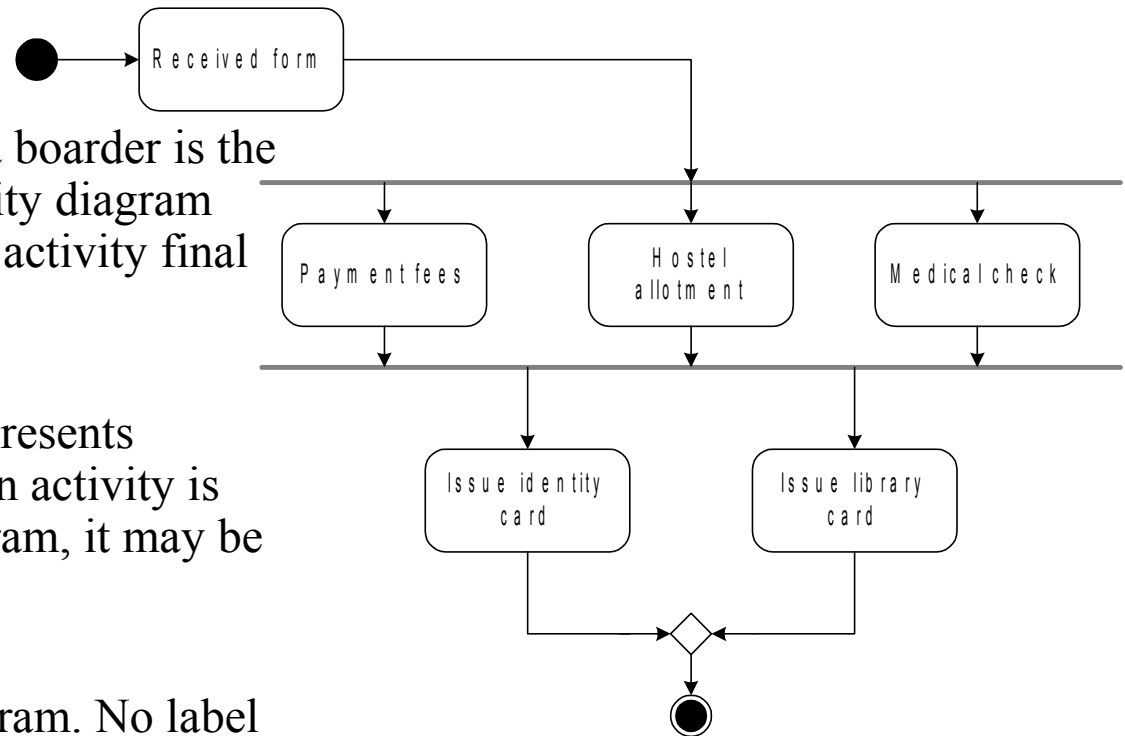 Received form
a boarder is the
ity diagram
activity final
Payment fees
Hostel
allotment
Medical check
resents
n activity is
ram, it may be
Issue identity
card
Issue library
card
ram. No label